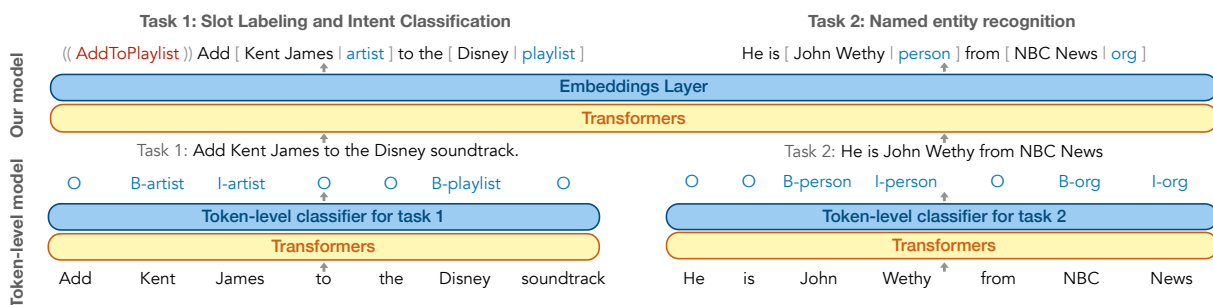 Task 1: Slot Labeling and Intent Classification
Task 2: Named entity recognition
Our model
(( AddToPlaylist )) Add [ Kent James | artist ] to the [ Disney | playlist ]
He is [ John Wethy | person ] from [ NBC News | org ]
Embeddings Layer
Transformers
Task 1: Add Kent James to the Disney soundtrack.
Task 2: He is John Wethy from NBC News
Token-level model
O B-artist I-artist O O B-playlist O
O O B-person I-person O B-org I-org
Token-level classifier for task 1
Token-level classifier for task 2
Transformers
Transformers
Add Kent James to the Disney soundtrack
He is John Wethy from NBC News